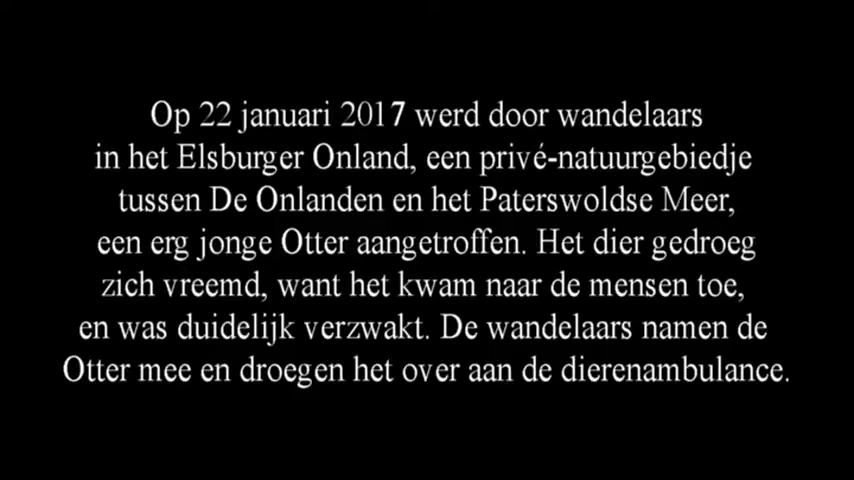 Op 22 januari 2017 werd door wandelaars
in het Elsburger Onland, een privé-natuurgebiedje
tussen De Onlanden en het Paterswoldse Meer,
een erg jonge Otter aangetroffen. Het dier gedroeg
zich vreemd, want het kwam naar de mensen toe,
en was duidelijk verzwakt. De wandelaars namen de
Otter mee en droegen het over aan de dierenambulance.